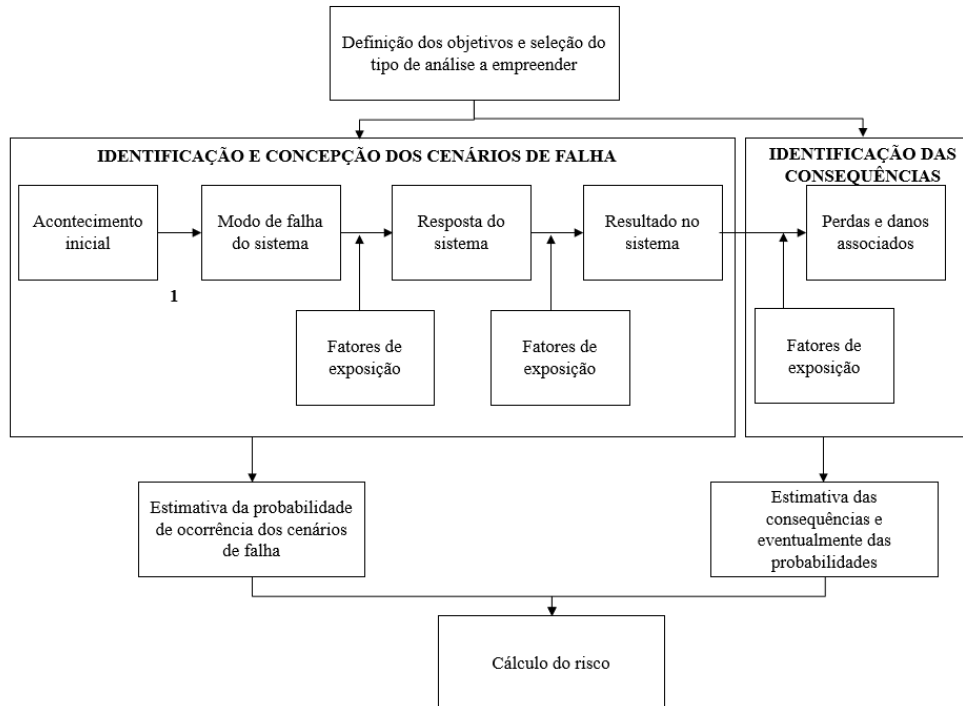 Definição dos objetivos e seleção do
tipo de análise a empreender
IDENTIFICAÇÃO E CONCEPÇÃO DOS CENÁRIOS DE FALHA
Acontecimento
inicial
Modo de falha
do sistema
Resposta do
sistema
Resultado no
sistema
1
Fatores de
exposição
Fatores de
exposição
IDENTIFICAÇÃO DAS
CONSEQUÊNCIAS
Perdas e danos
associados
Fatores de
exposição
Estimativa da probabilidade
de ocorrência dos cenários
de falha
Estimativa das
consequências e
eventualmente das
probabilidades
Cálculo do risco